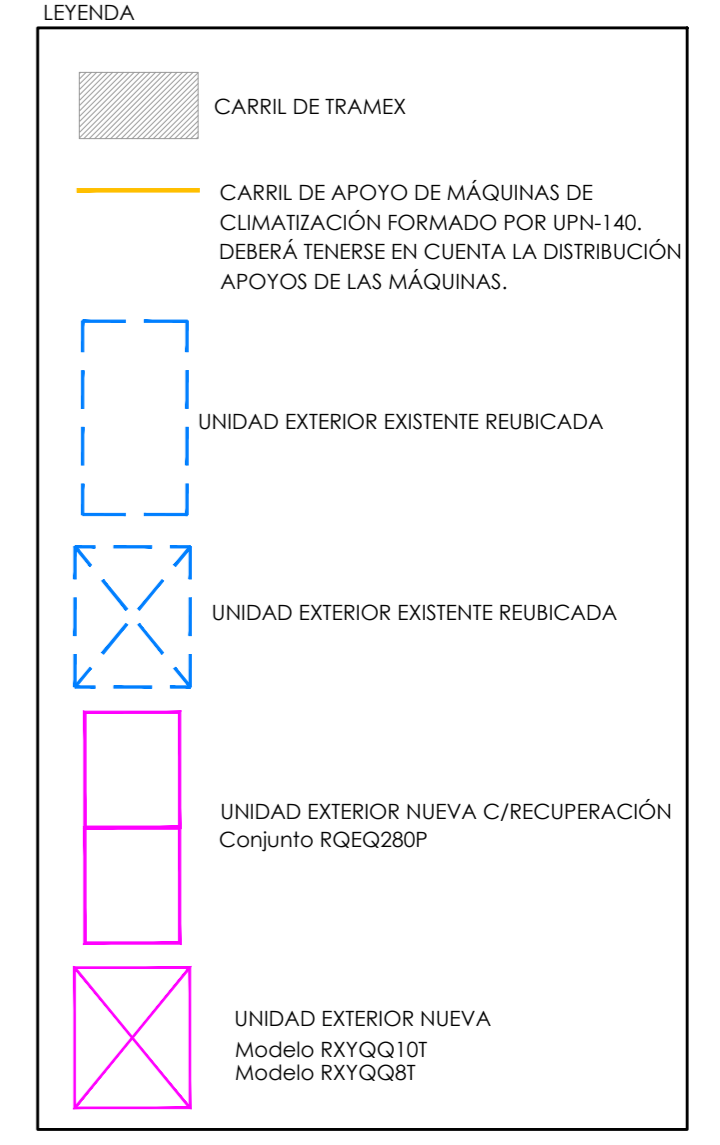 LEYENDA
CARRIL DE TRAMEX
CARRIL DE APOYO DE MÁQUINAS DE
CLIMATIZACIÓN FORMADO POR UPN-140.
DEBERÁ TENERSE EN CUENTA LA DISTRIBUCIÓN
APOYOS DE LAS MÁQUINAS.
UNIDAD EXTERIOR EXISTENTE REUBICADA
UNIDAD EXTERIOR EXISTENTE REUBICADA
UNIDAD EXTERIOR NUEVA C/RECUPERACIÓN
Conjunto RQEQ280P
UNIDAD EXTERIOR NUEVA
Modelo RXYQQ10T
Modelo RXYQQ8T